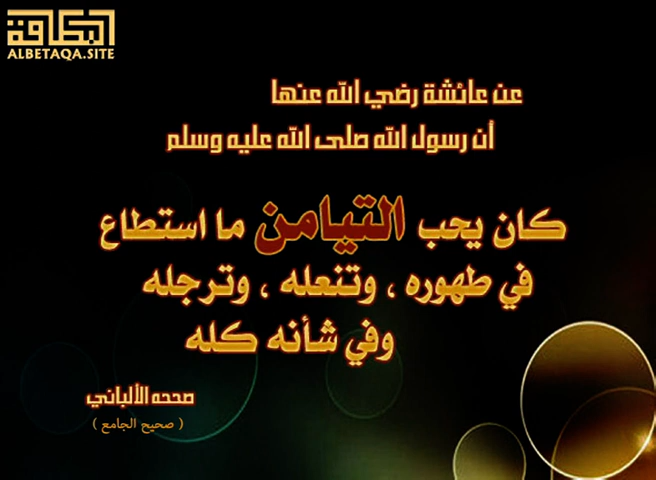 البطاقة
ALBETAQA.SITE
عن عائشة رضي الله عنها
أن رسول الله صلى الله عليه وسلم
كان يحب التيامن ما استطاع
في طهوره ، وتنعله ، وترجله
وفي شأنه كله
صححه الألباني
( صحيح الجامع )